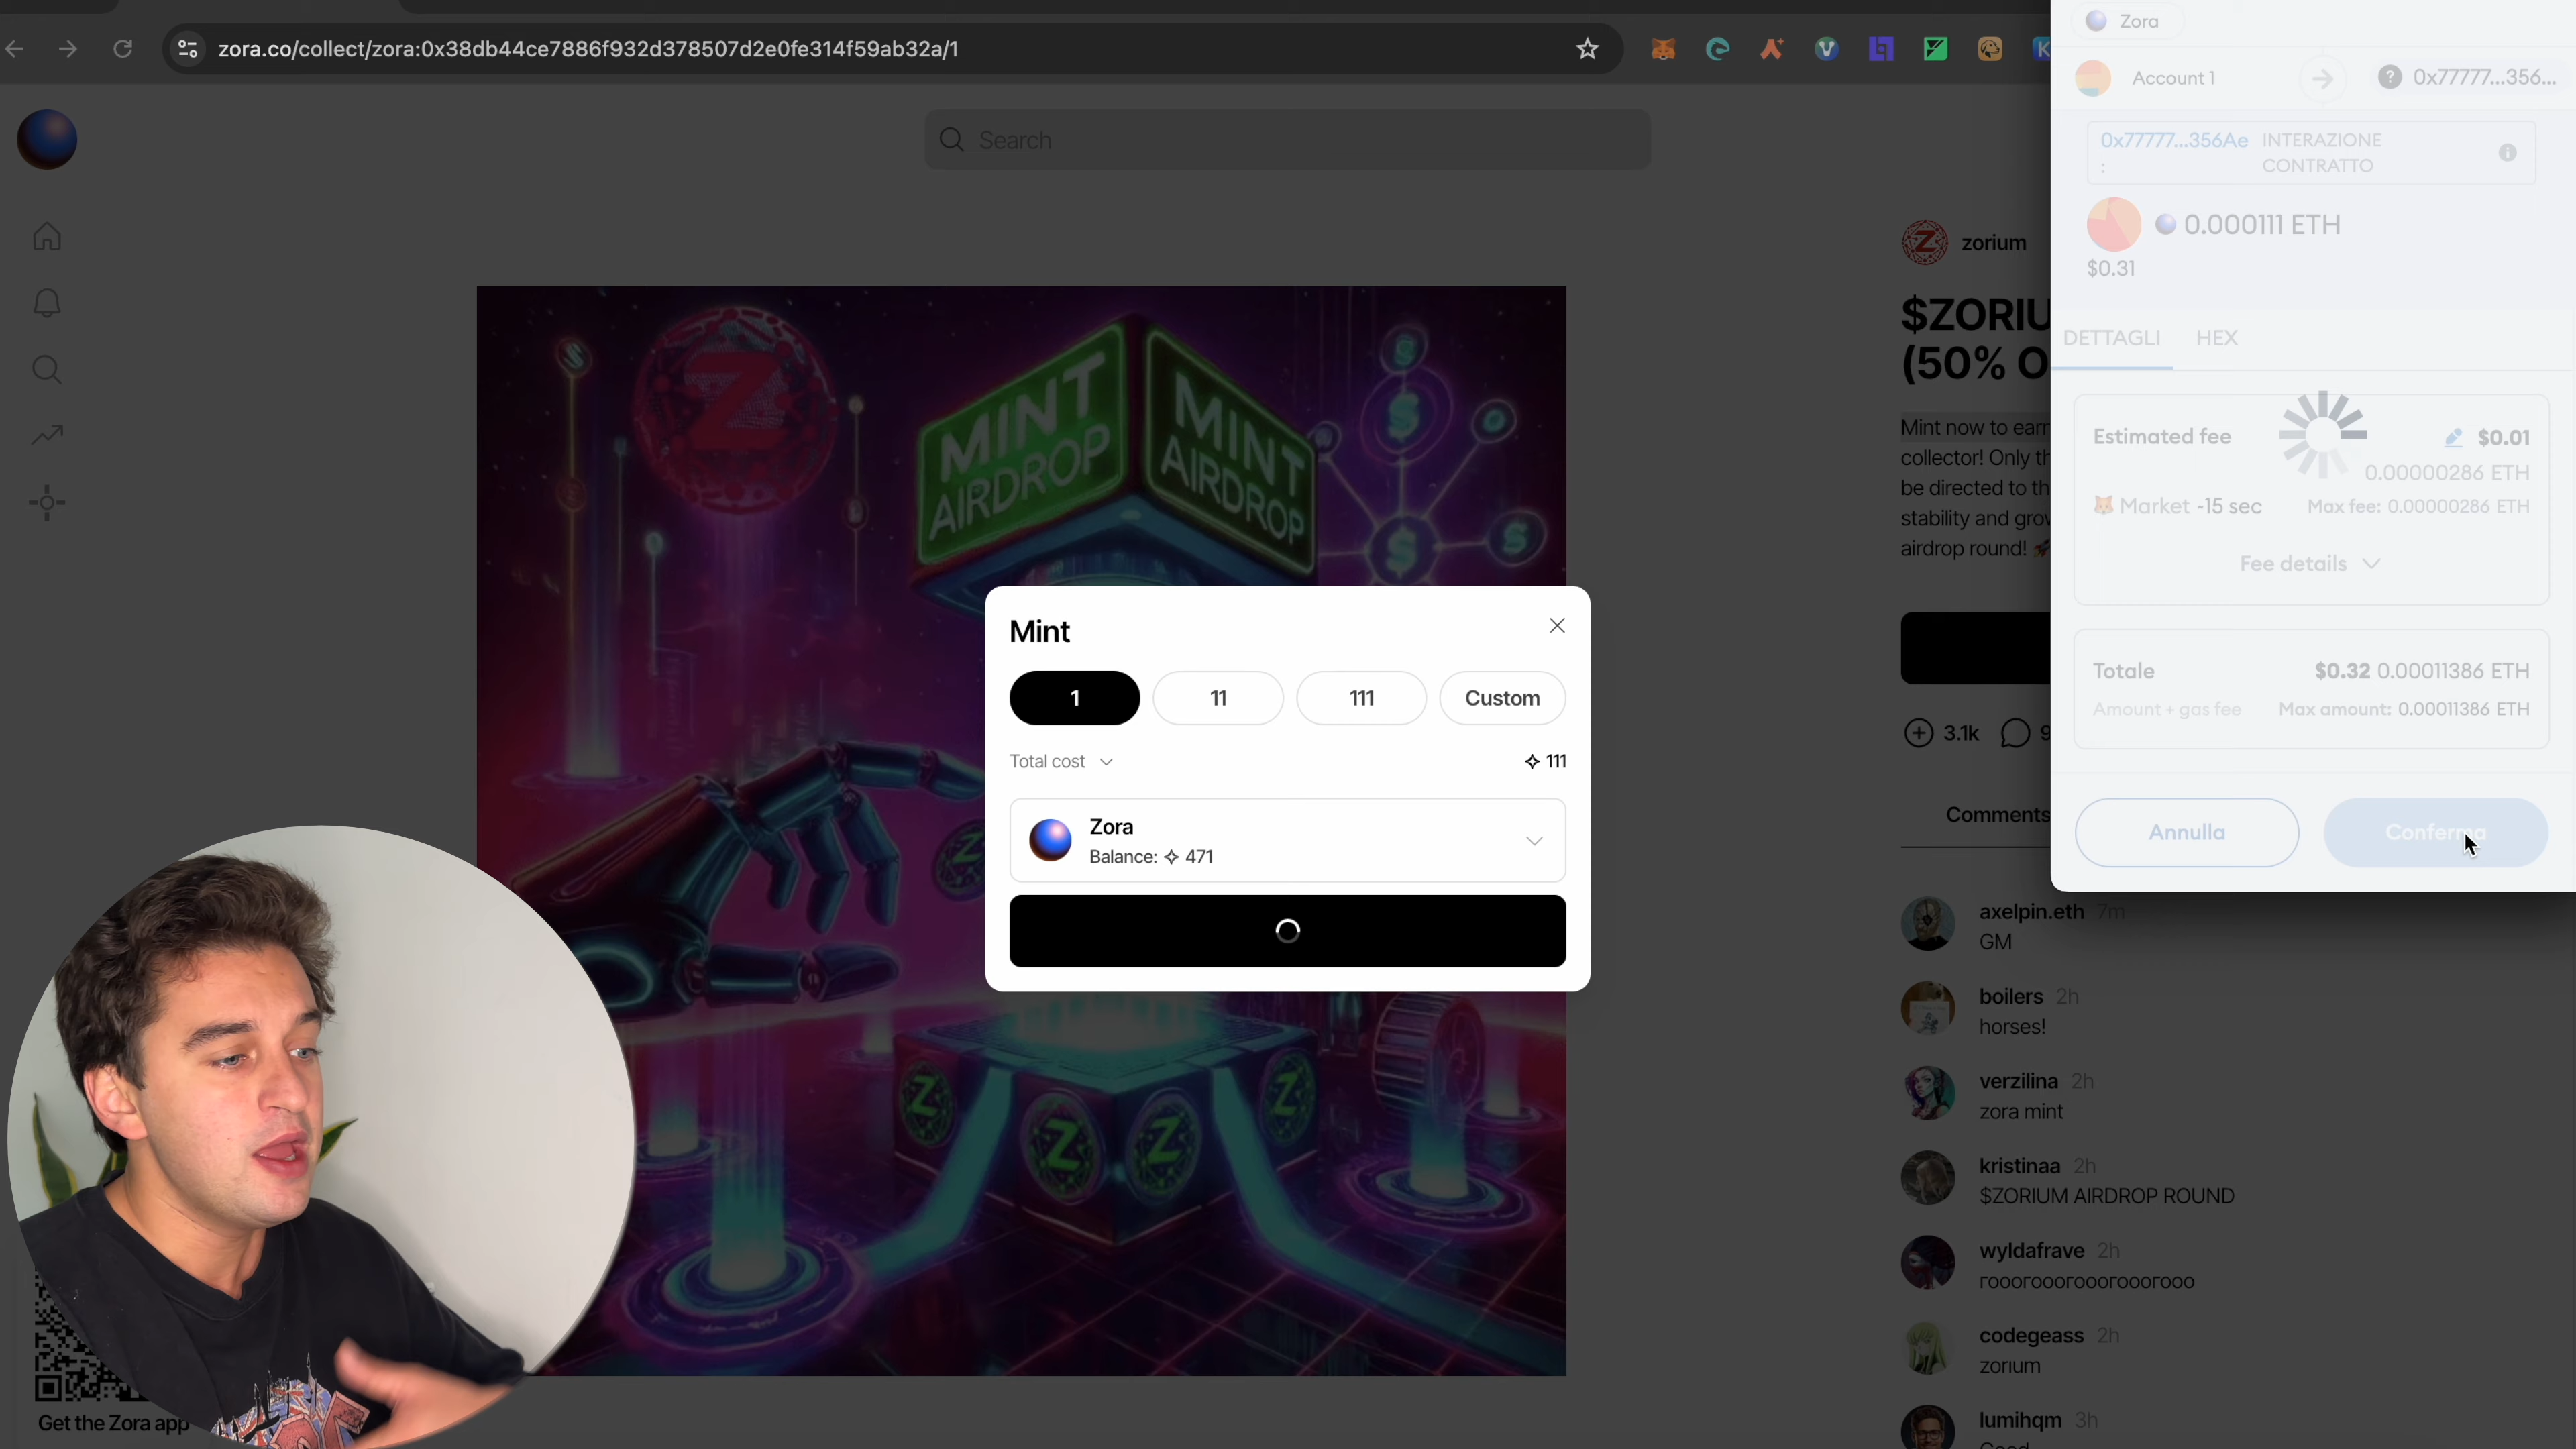 zora.co/collect/zora:0x38db44ce7886f932d378507d2e0fe314f59ab32a/1
Search
zorium
$ZORIU
(50% O
Mint now to earn
collector! Only th
be directed to th
stability and grov
airdrop round! 🚀
3.1k
9
Comments
MINT
AIRDROP
MINT
AIRDROP
Mint
1
11
111
Custom
Total cost
111
Zora
Balance: 471
axelpin.eth 7m
GM
boilers 2h
horses!
verzilina 2h
zora mint
kristinaa 2h
$ZORIUM AIRDROP ROUND
wyldafrave 2h
rooorooorooorooorooo
codegeass 2h
zorium
lumihqm 3h
Get the Zora app
Zora
Account 1
0x77777...356...
0x77777...356Ae
:
INTERAZIONE
CONTRATTO
0.000111 ETH
$0.31
DETTAGLI
HEX
Estimated fee
$0.01
0.00000286 ETH
Market ~15 sec
Max fee: 0.00000286 ETH
Fee details
Totale
$0.32 0.00011386 ETH
Amount + gas fee
Max amount: 0.00011386 ETH
Annulla
Conferma